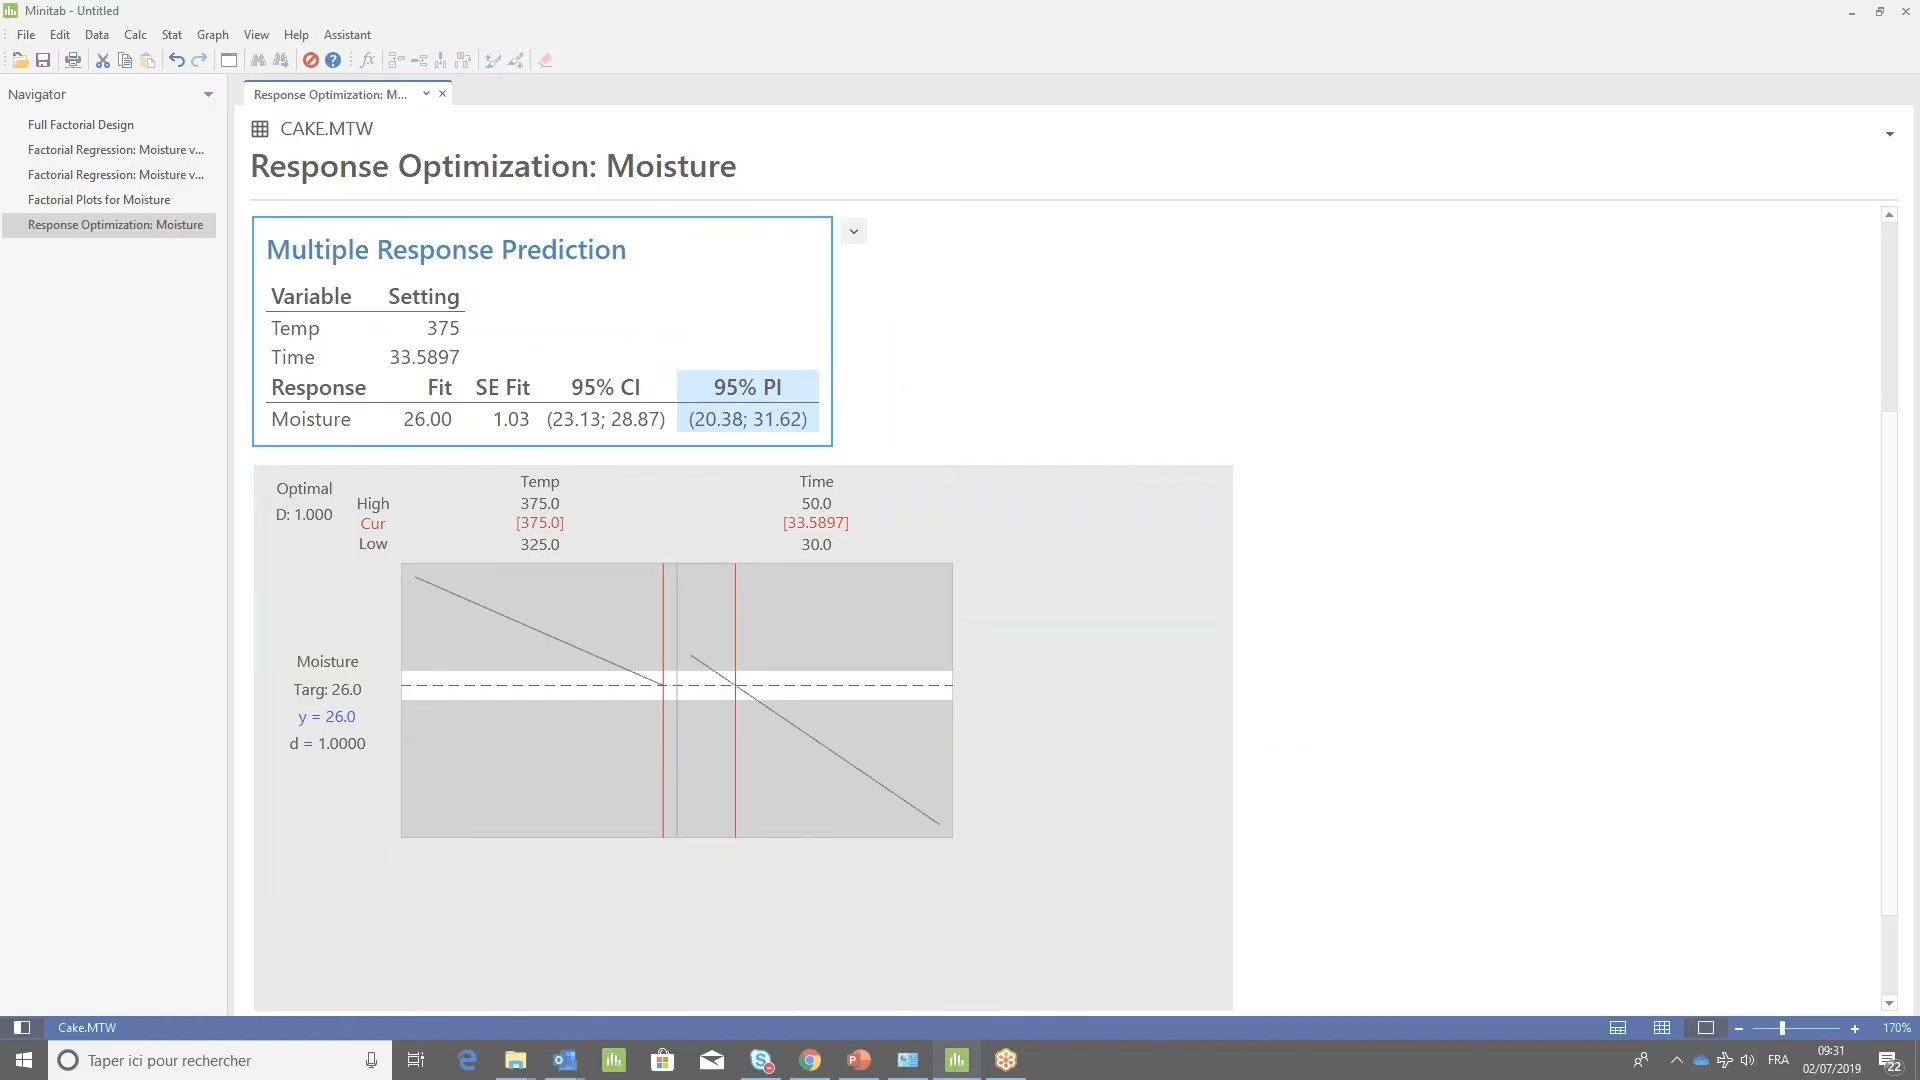 Minitab - Untitled
File Edit Data Calc Stat Graph View Help Assistant
Navigator
Full Factorial Design
Factorial Regression: Moisture v...
Factorial Regression: Moisture v...
Factorial Plots for Moisture
Response Optimization: Moisture
Response Optimization: M...
CAKE.MTW
Response Optimization: Moisture
Multiple Response Prediction
Variable Setting
Temp 375
Time 33.5897
Response Fit SE Fit 95% CI 95% PI
Moisture 26.00 1.03 (23.13; 28.87) (20.38; 31.62)
Optimal
D: 1.000
High
Cur
Low
Temp
375.0
[375.0]
325.0
Time
50.0
[33.5897]
30.0
Moisture
Targ: 26.0
y = 26.0
d = 1.0000
Cake.MTW
170%
Taper ici pour rechercher
FRA
09:31
02/07/2019
22